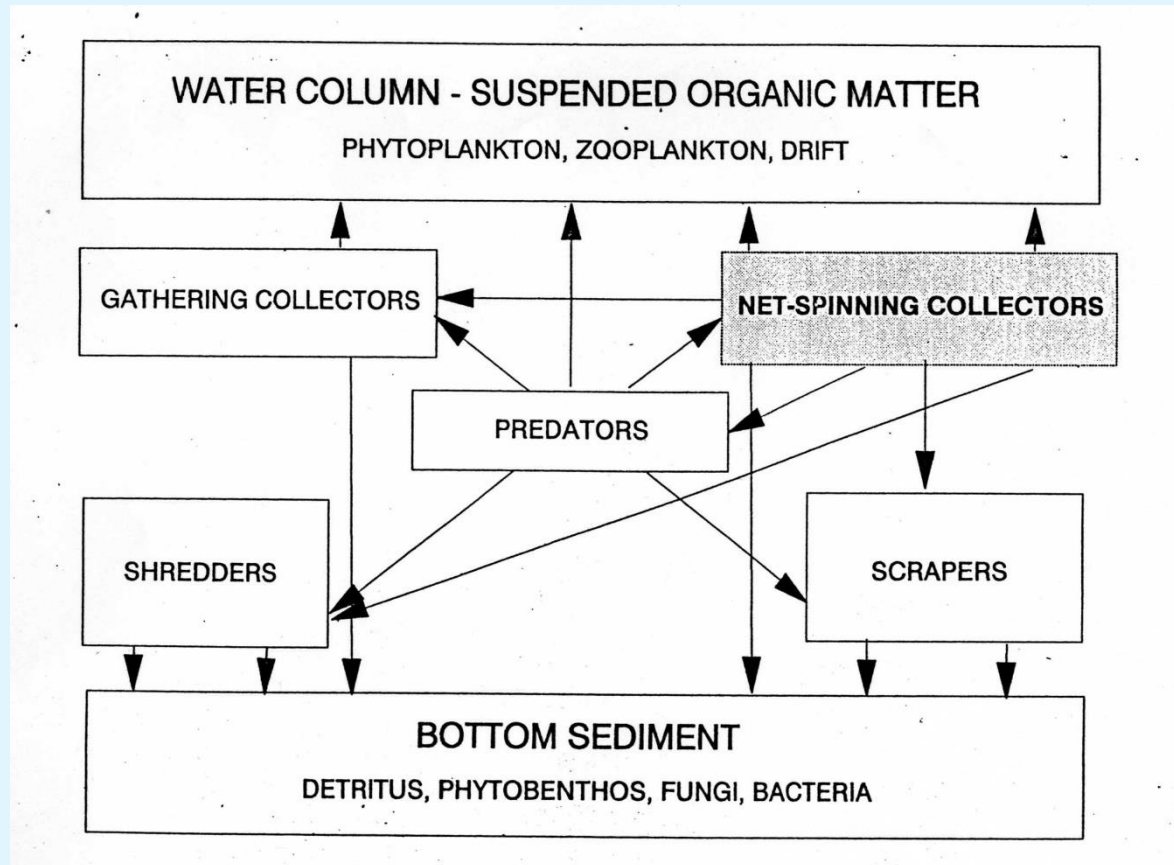 WATER COLUMN - SUSPENDED ORGANIC MATTER
PHYTOPLANKTON, ZOOPLANKTON, DRIFT
GATHERING COLLECTORS
NET-SPINNING COLLECTORS
PREDATORS
SHREDDERS
SCRAPERS
BOTTOM SEDIMENT
DETRITUS, PHYTOBENTHOS, FUNGI, BACTERIA